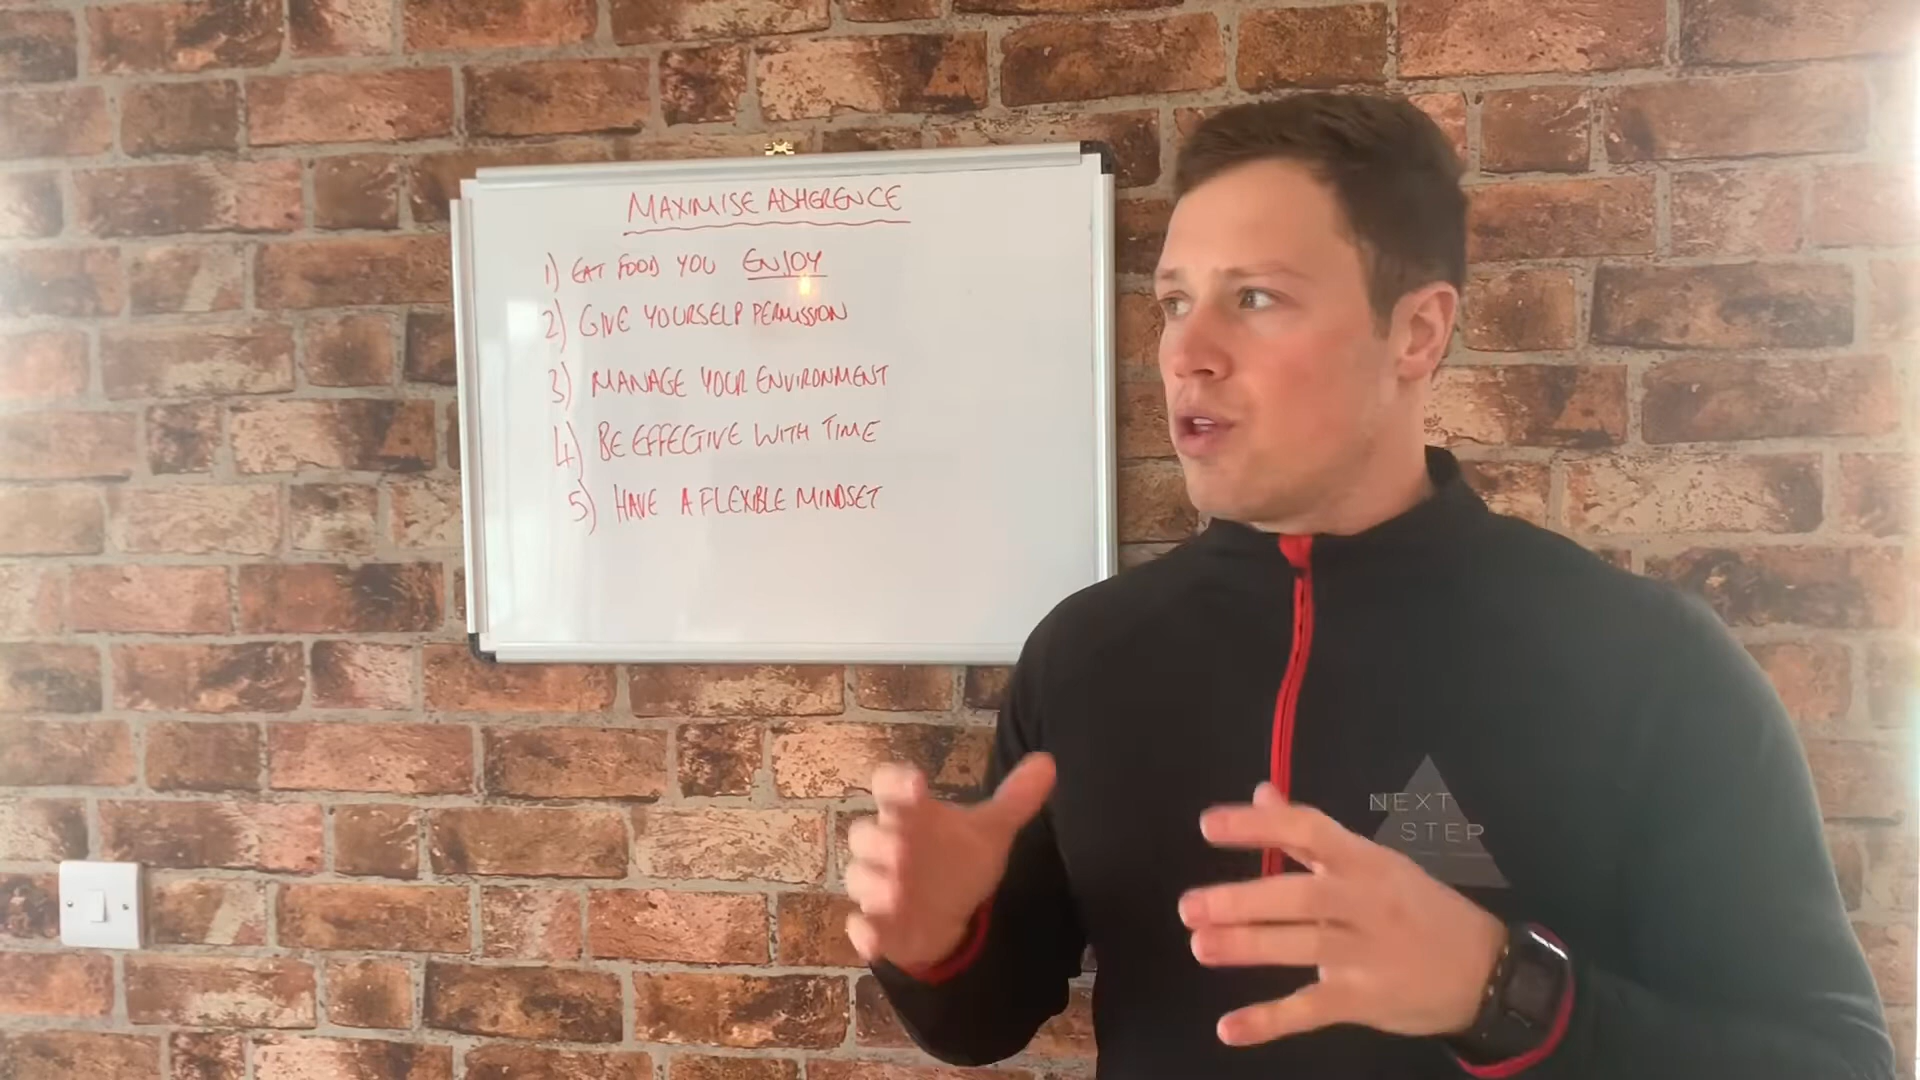 MAXIMISE ADHERENCE
1) EAT FOOD YOU ENJOY
2) GIVE YOURSELF PERMISSION
3) MANAGE YOUR ENVIRONMENT
4) BE EFFECTIVE WITH TIME
5) HAVE A FLEXIBLE MINDSET
NEXT
STEP